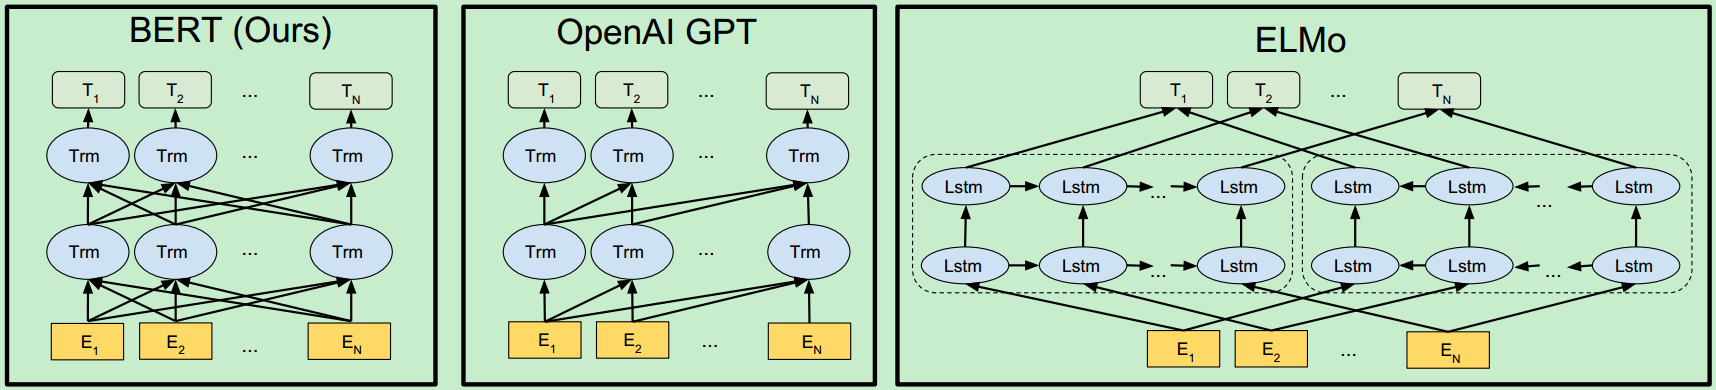 BERT (Ours)
T1 T2 ... TN
Trm Trm ... Trm
Trm Trm ... Trm
E1 E2 ... EN
OpenAI GPT
T1 T2 ... TN
Trm Trm ... Trm
Trm Trm ... Trm
E1 E2 ... EN
ELMo
T1 T2 ... TN
Lstm Lstm ... Lstm Lstm Lstm ... Lstm
Lstm Lstm ... Lstm Lstm Lstm ... Lstm
E1 E2 ... EN